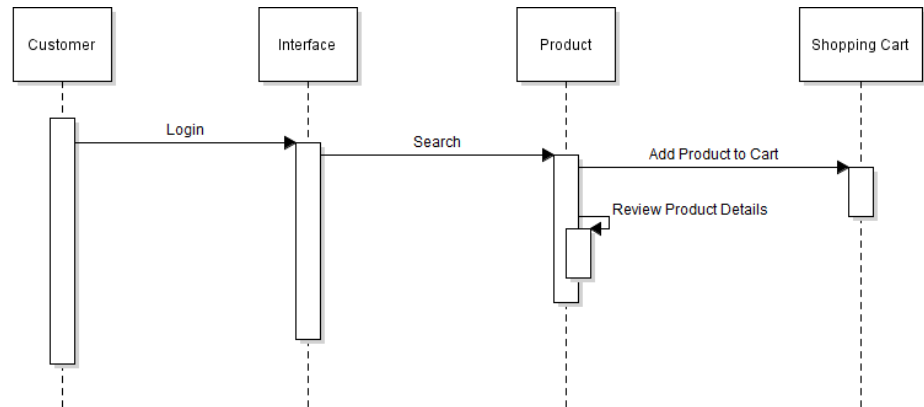 Customer
Interface
Product
Shopping Cart
Login
Search
Add Product to Cart
Review Product Details